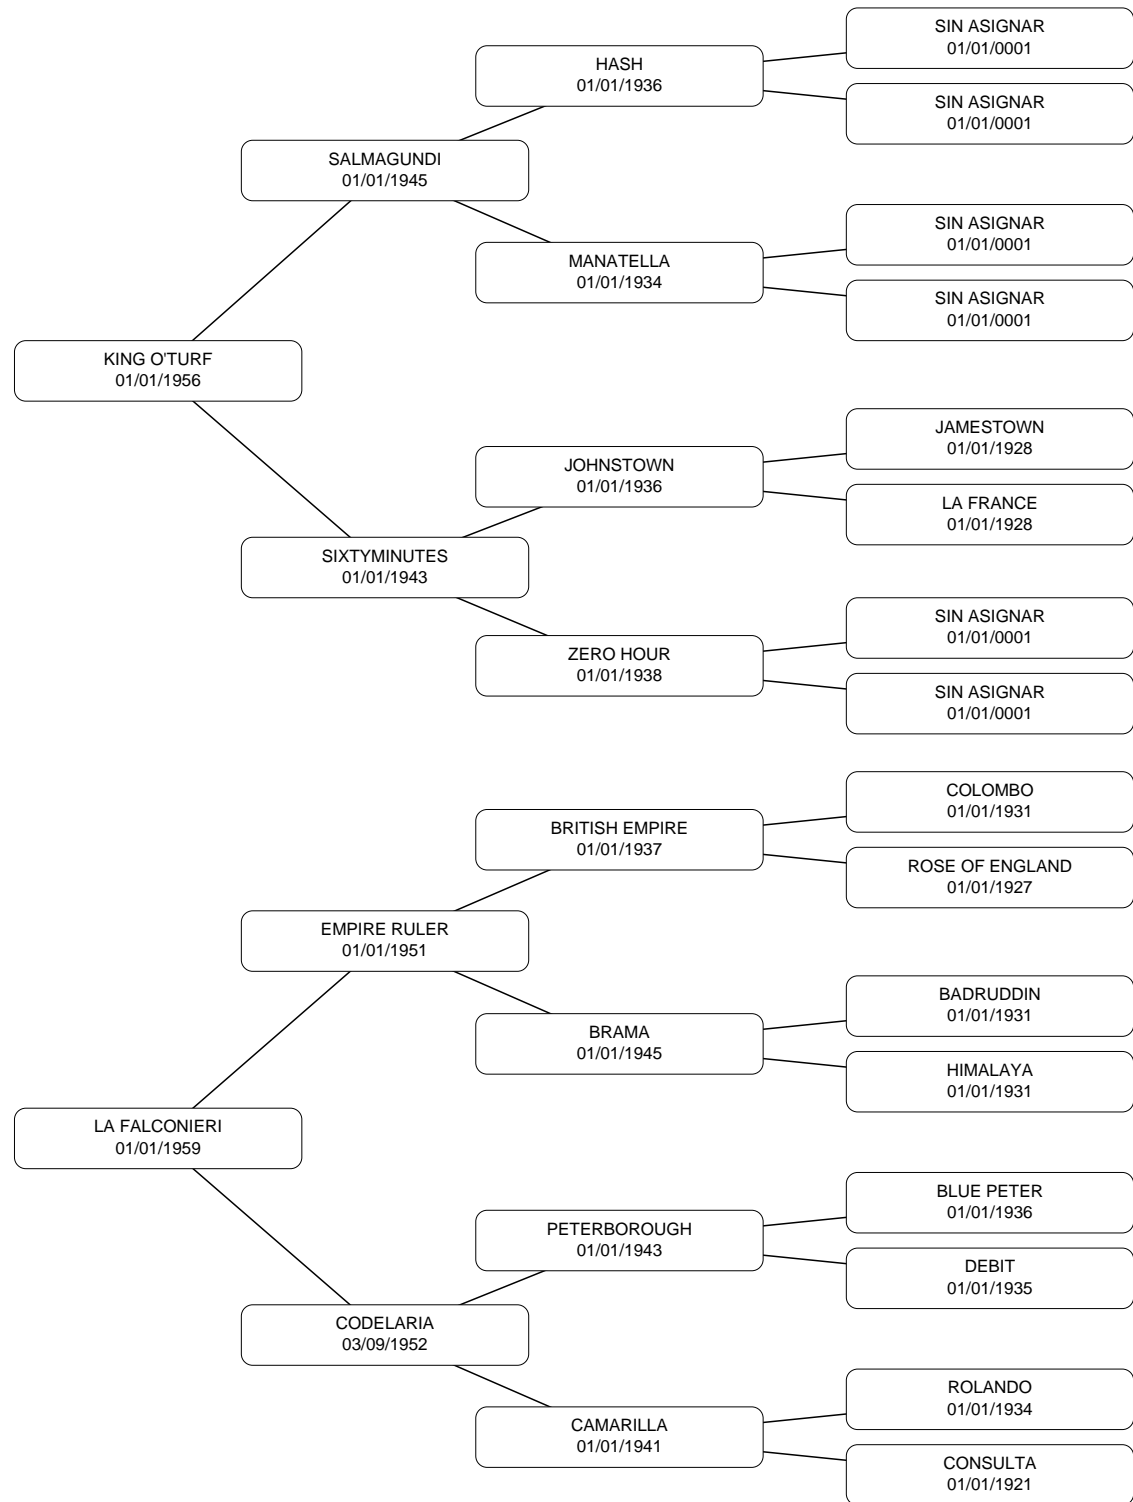 SIN ASIGNAR
01/01/0001
HASH
01/01/1936
SIN ASIGNAR
01/01/0001
SALMAGUNDI
01/01/1945
SIN ASIGNAR
01/01/0001
MANATELLA
01/01/1934
SIN ASIGNAR
01/01/0001
KING O'TURF
01/01/1956
JAMESTOWN
01/01/1928
JOHNSTOWN
01/01/1936
LA FRANCE
01/01/1928
SIXTYMINUTES
01/01/1943
SIN ASIGNAR
01/01/0001
ZERO HOUR
01/01/1938
SIN ASIGNAR
01/01/0001
COLOMBO
01/01/1931
BRITISH EMPIRE
01/01/1937
ROSE OF ENGLAND
01/01/1927
EMPIRE RULER
01/01/1951
BADRUDDIN
01/01/1931
BRAMA
01/01/1945
HIMALAYA
01/01/1931
LA FALCONIERI
01/01/1959
BLUE PETER
01/01/1936
PETERBOROUGH
01/01/1943
DEBIT
01/01/1935
CODELARIA
03/09/1952
ROLANDO
01/01/1934
CAMARILLA
01/01/1941
CONSULTA
01/01/1921